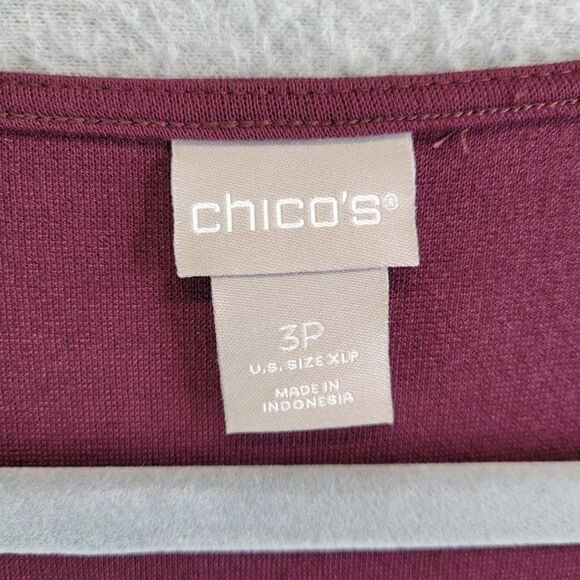 chico's®
3P
U.S. SIZE XLP
MADE IN
INDONESIA